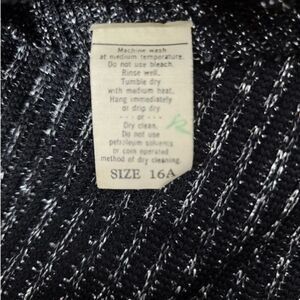 Machine wash
at medium temperature.
Do not use bleach.
Rinse well.
Tumble dry
with medium heat.
Hang immediately
or drip dry
--- or ---
Dry clean.
Do not use
petroleum solvents
or coin operated
method of dry cleaning.
SIZE 16A